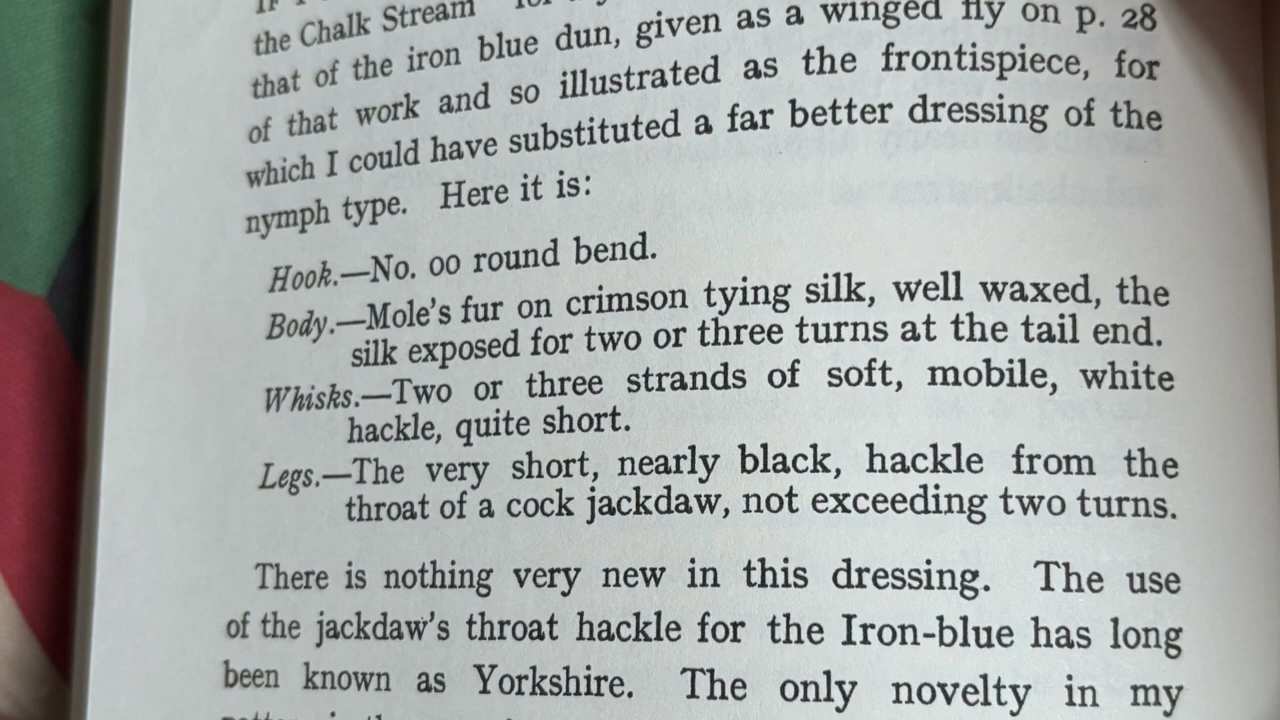 the Chalk Stream
that of the iron blue dun, given as a winged fly on p. 28
of that work and so illustrated as the frontispiece, for
which I could have substituted a far better dressing of the
nymph type. Here it is:
Hook.—No. 00 round bend.
Body.—Mole's fur on crimson tying silk, well waxed, the
silk exposed for two or three turns at the tail end.
Whisks.—Two or three strands of soft, mobile, white
hackle, quite short.
Legs.—The very short, nearly black, hackle from the
throat of a cock jackdaw, not exceeding two turns.
There is nothing very new in this dressing. The use
of the jackdaw's throat hackle for the Iron-blue has long
been known as Yorkshire. The only novelty in my